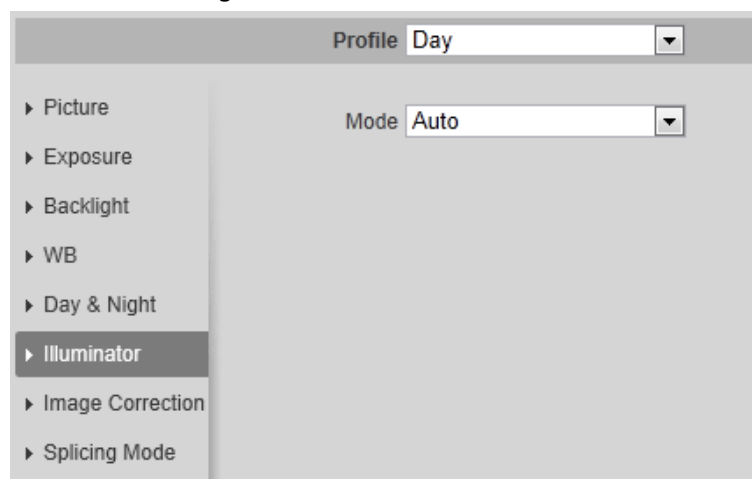 Profile Day
Picture
Mode Auto
Exposure
Backlight
WB
Day & Night
Illuminator
Image Correction
Splicing Mode